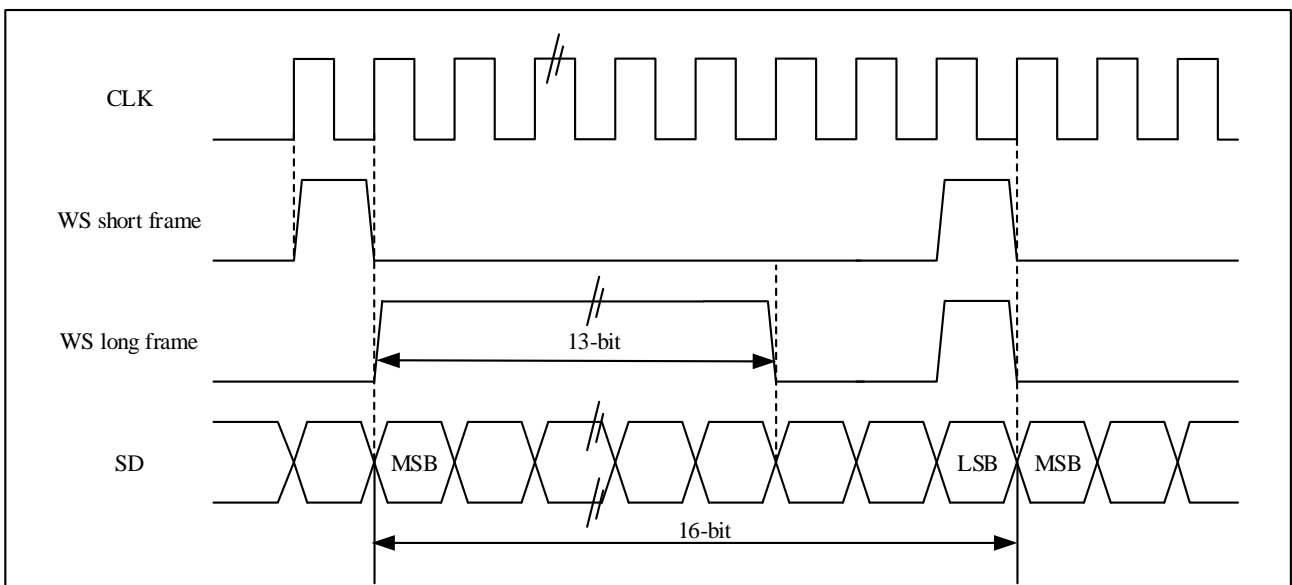 CLK
WS short frame
WS long frame
13-bit
SD
MSB
LSB
MSB
16-bit